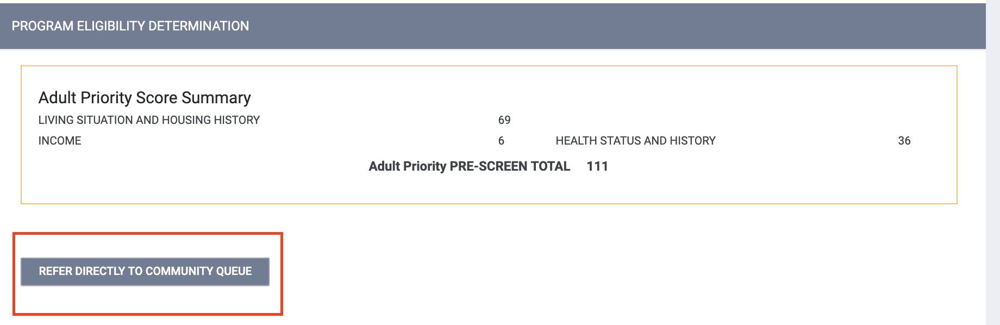 PROGRAM ELIGIBILITY DETERMINATION
Adult Priority Score Summary
LIVING SITUATION AND HOUSING HISTORY 69
INCOME 6 HEALTH STATUS AND HISTORY 36
Adult Priority PRE-SCREEN TOTAL 111
REFER DIRECTLY TO COMMUNITY QUEUE